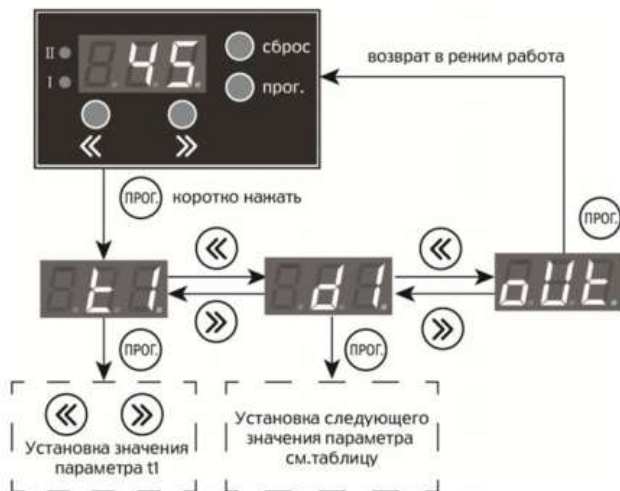 II
45
сброс
I
прог.
« »
возврат в режим работа
ПРОГ. коротко нажать
«
«
ПРОГ.
t1
d1
oUt
»
»
ПРОГ.
ПРОГ.
« »
Установка значения
параметра t1
Установка следующего
значения параметра
см.таблицу